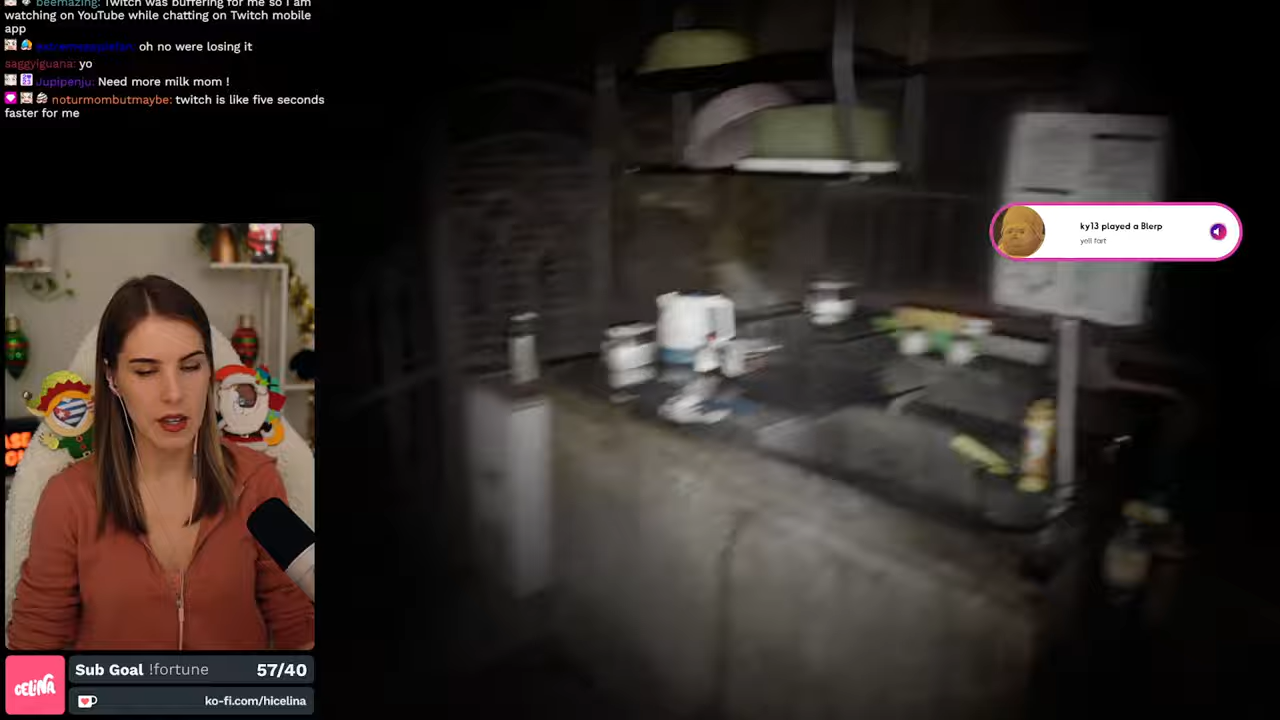 beemazing: Twitch was buffering for me so I am
watching on YouTube while chatting on Twitch mobile
app
oh no were losing it
saggyiguana: yo
Jupipenju: Need more milk mom !
noturmombutmaybe: twitch is like five seconds
faster for me
ky13 played a Blerp
yell fart
Sub Goal !fortune 57/40
CELINA
ko-fi.com/hicelina